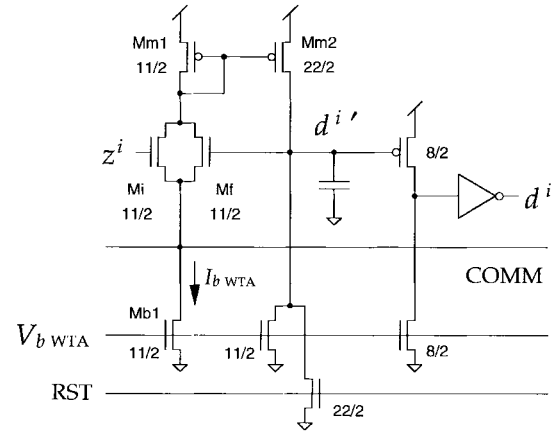 Mm1
Mm2
11/2
22/2
d^i ′
z^i
8/2
Mi
Mf
d^i
11/2
11/2
COMM
I_b WTA
Mb1
V_b WTA
11/2
11/2
8/2
RST
22/2